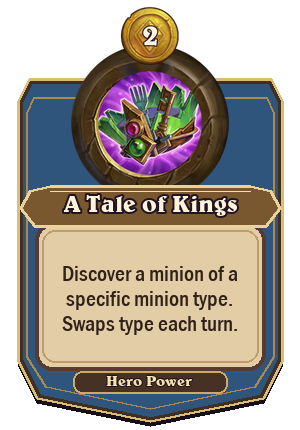 2
A Tale of Kings
Discover a minion of a
specific minion type.
Swaps type each turn.
Hero Power